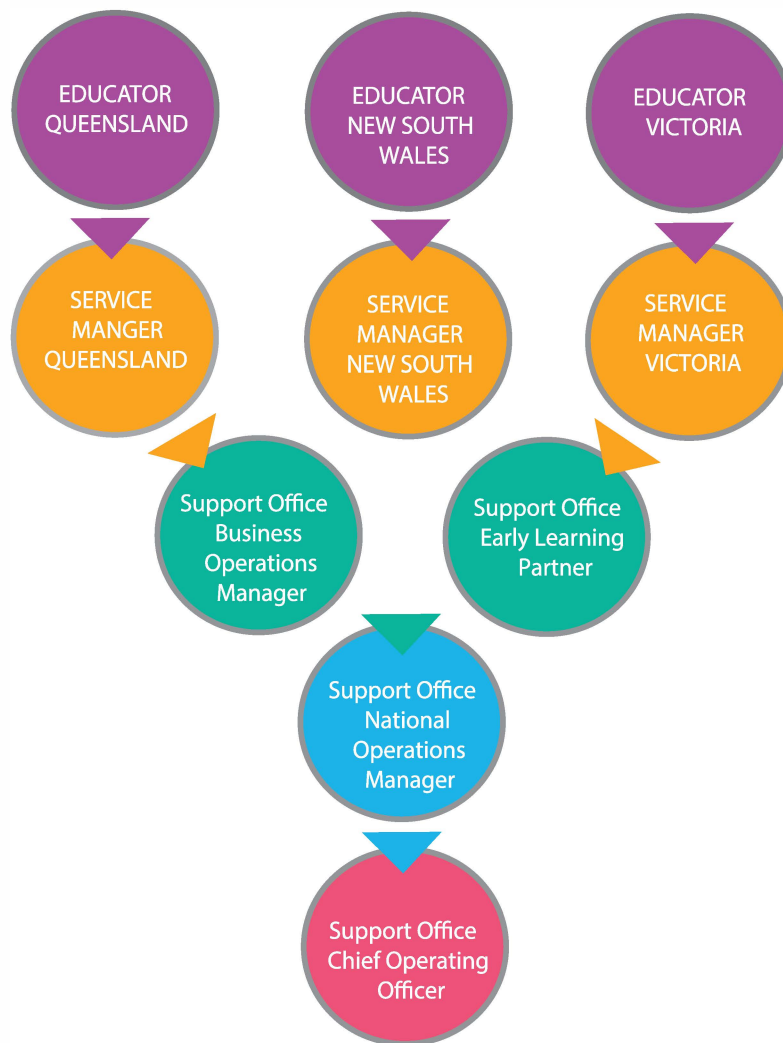 EDUCATOR
QUEENSLAND
EDUCATOR
NEW SOUTH
WALES
EDUCATOR
VICTORIA
SERVICE
MANGER
QUEENSLAND
SERVICE
MANAGER
NEW SOUTH
WALES
SERVICE
MANAGER
VICTORIA
Support Office
Business
Operations
Manager
Support Office
Early Learning
Partner
Support Office
National
Operations
Manager
Support Office
Chief Operating
Officer